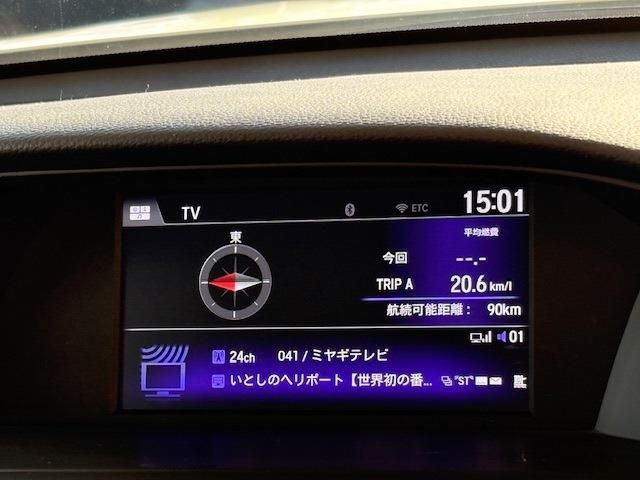 TV
ETC
15:01
東
平均燃費
今回 --.-
TRIP A 20.6 km/l
航続可能距離： 90km
01
24ch 041 / ミヤギテレビ
いとしのヘリポート【世界初の番... "ST"